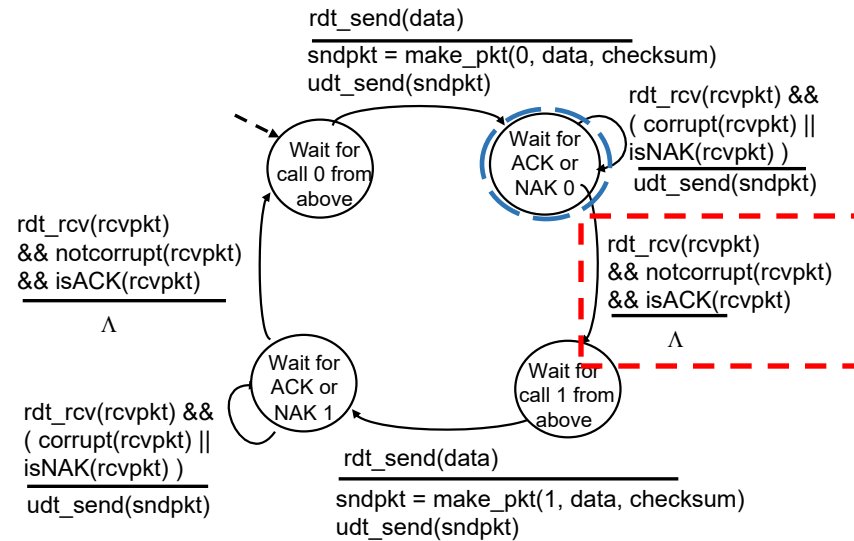 rdt_send(data)
sndpkt = make_pkt(0, data, checksum)
udt_send(sndpkt)
Wait for
call 0 from
above
Wait for
ACK or
NAK 0
rdt_rcv(rcvpkt) &&
( corrupt(rcvpkt) ||
isNAK(rcvpkt) )
udt_send(sndpkt)
rdt_rcv(rcvpkt)
&& notcorrupt(rcvpkt)
&& isACK(rcvpkt)
Λ
rdt_rcv(rcvpkt)
&& notcorrupt(rcvpkt)
&& isACK(rcvpkt)
Λ
Wait for
ACK or
NAK 1
Wait for
call 1 from
above
rdt_rcv(rcvpkt) &&
( corrupt(rcvpkt) ||
isNAK(rcvpkt) )
udt_send(sndpkt)
rdt_send(data)
sndpkt = make_pkt(1, data, checksum)
udt_send(sndpkt)